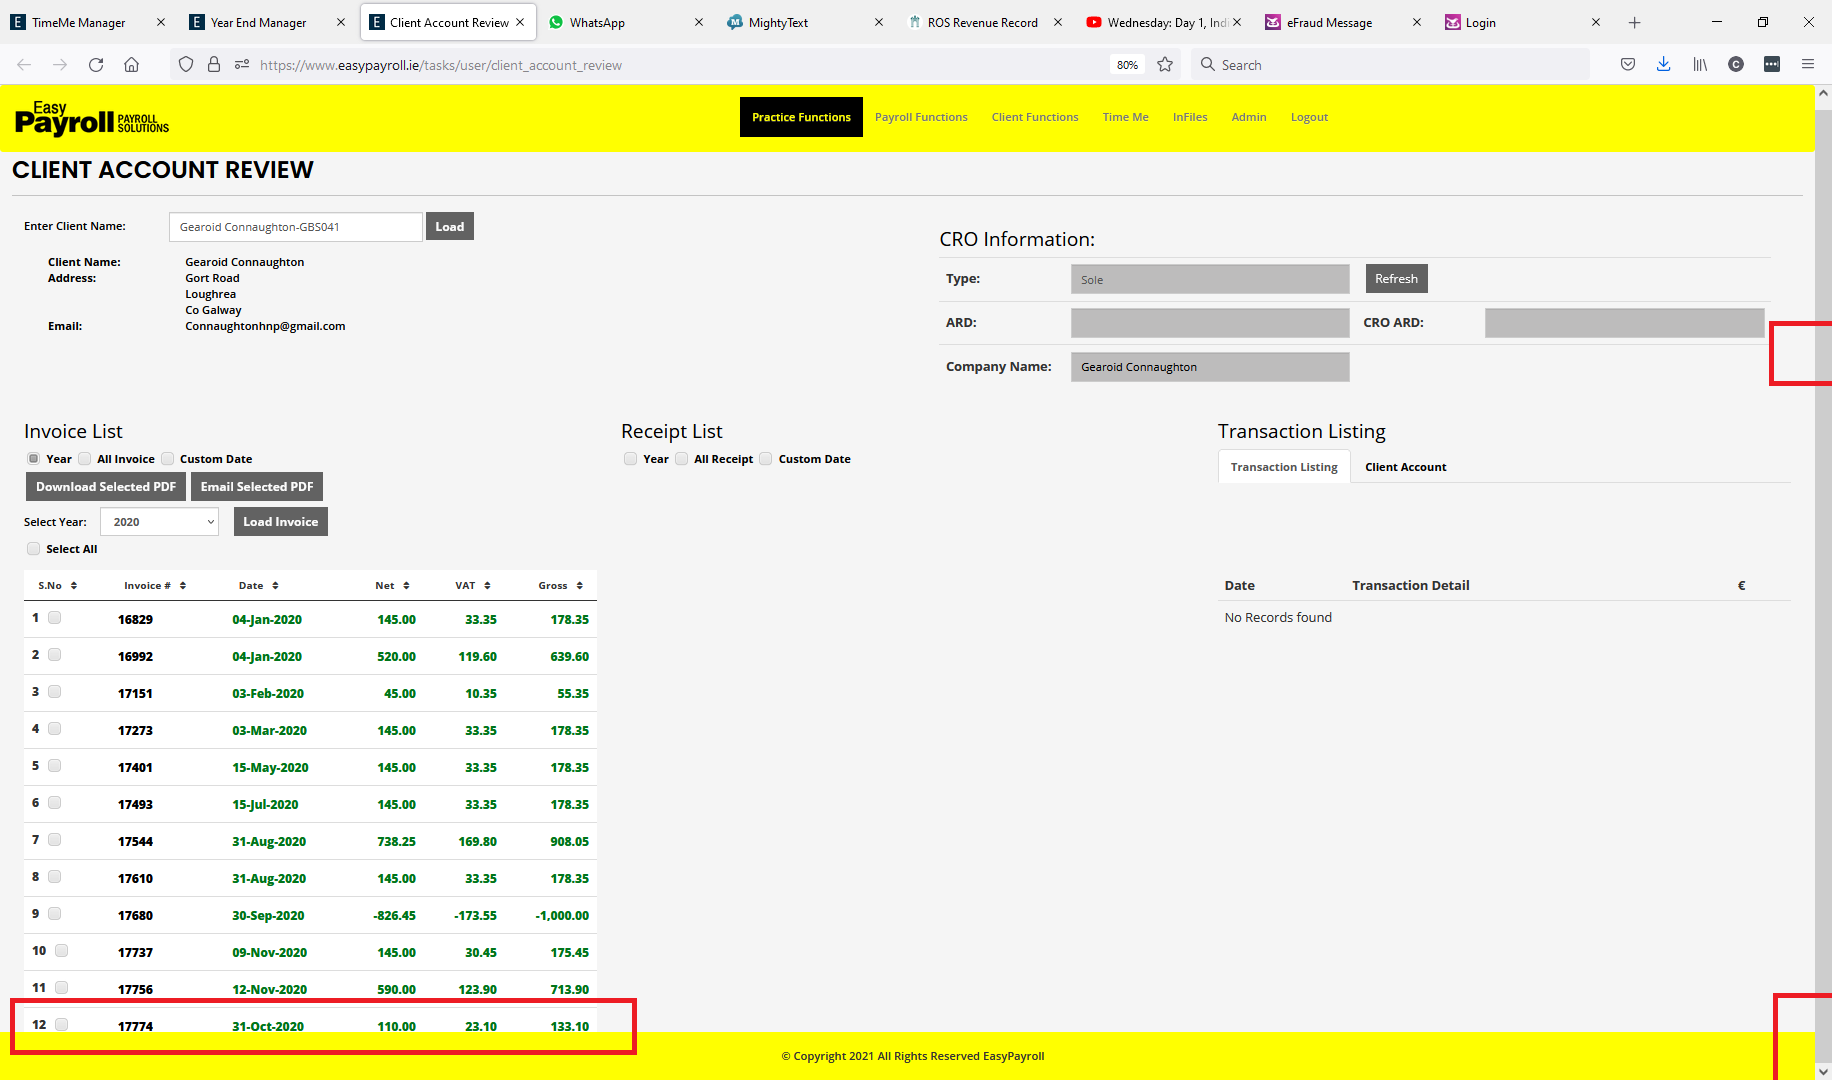 TimeMe Manager
Year End Manager
Client Account Review
WhatsApp
MightyText
ROS Revenue Record
Wednesday: Day 1, Indi
eFraud Message
Login
https://www.easypayroll.ie/tasks/user/client_account_review
80%
Search
Easy Payroll PAYROLL SOLUTIONS
Practice Functions
Payroll Functions
Client Functions
Time Me
InFiles
Admin
Logout
CLIENT ACCOUNT REVIEW
Enter Client Name: Gearoid Connaughton-GBS041 Load
Client Name: Gearoid Connaughton
Address: Gort Road
Loughrea
Co Galway
Email: Connaughtonhnp@gmail.com
CRO Information:
Type: Sole Refresh
ARD: CRO ARD:
Company Name: Gearoid Connaughton
Invoice List
Year All Invoice Custom Date
Download Selected PDF Email Selected PDF
Select Year: 2020 Load Invoice
Select All
S.No Invoice # Date Net VAT Gross
1 16829 04-Jan-2020 145.00 33.35 178.35
2 16992 04-Jan-2020 520.00 119.60 639.60
3 17151 03-Feb-2020 45.00 10.35 55.35
4 17273 03-Mar-2020 145.00 33.35 178.35
5 17401 15-May-2020 145.00 33.35 178.35
6 17493 15-Jul-2020 145.00 33.35 178.35
7 17544 31-Aug-2020 738.25 169.80 908.05
8 17610 31-Aug-2020 145.00 33.35 178.35
9 17680 30-Sep-2020 -826.45 -173.55 -1,000.00
10 17737 09-Nov-2020 145.00 30.45 175.45
11 17756 12-Nov-2020 590.00 123.90 713.90
12 17774 31-Oct-2020 110.00 23.10 133.10
Receipt List
Year All Receipt Custom Date
Transaction Listing
Transaction Listing Client Account
Date Transaction Detail €
No Records found
© Copyright 2021 All Rights Reserved EasyPayroll